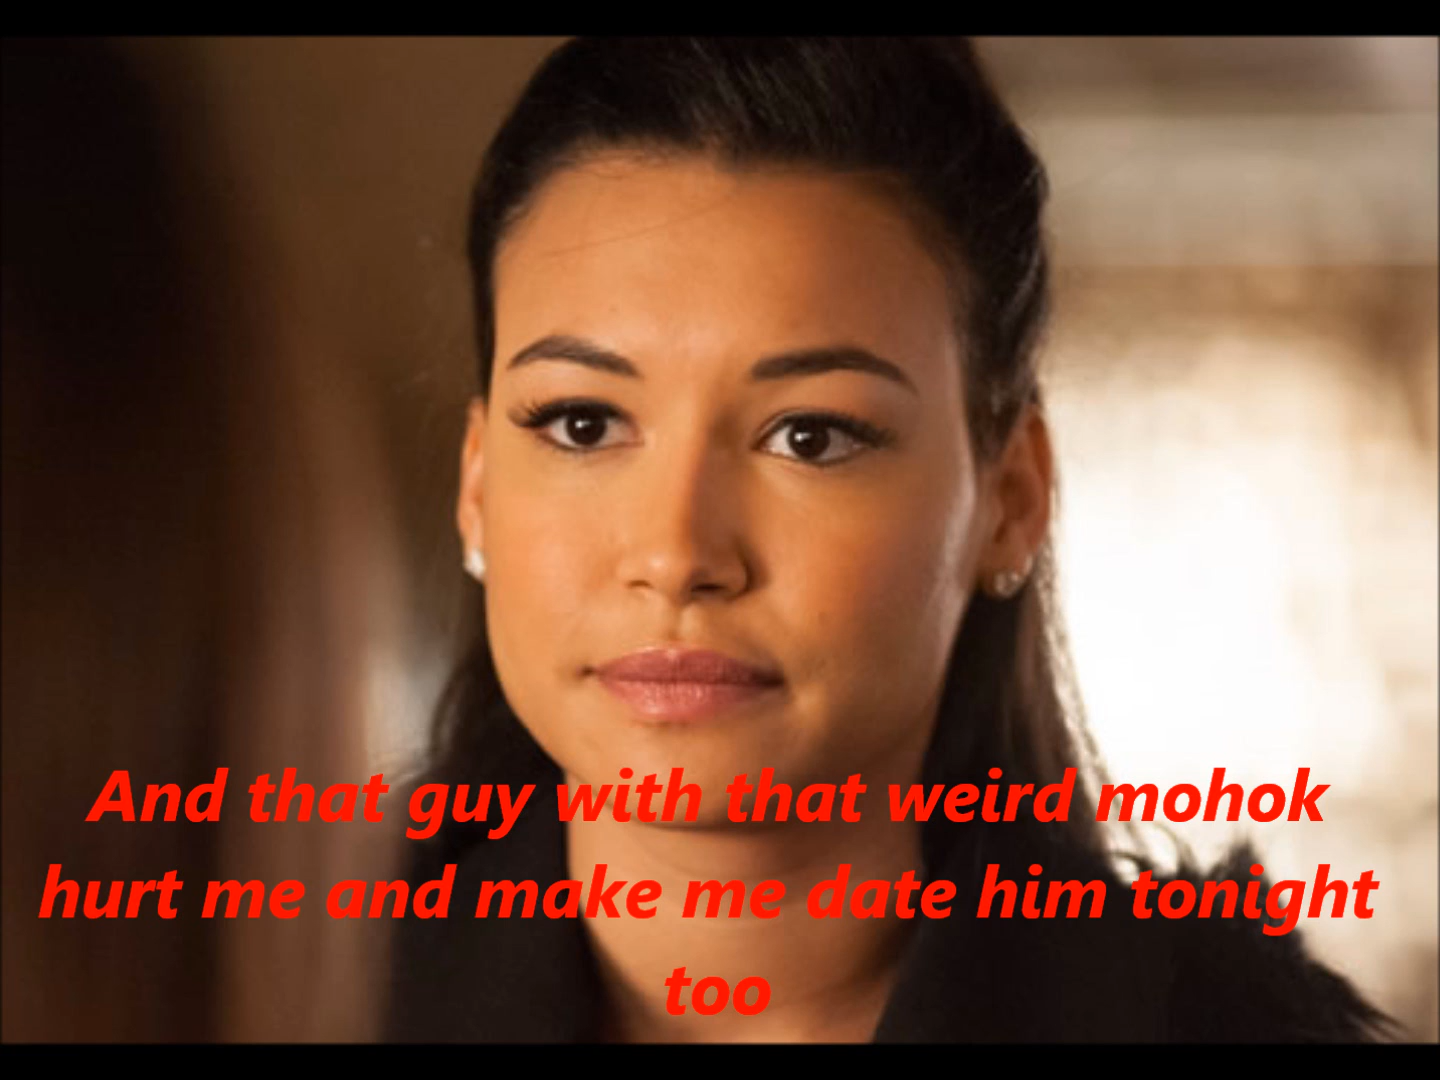 And that guy with that weird mohok
hurt me and make me date him tonight
too